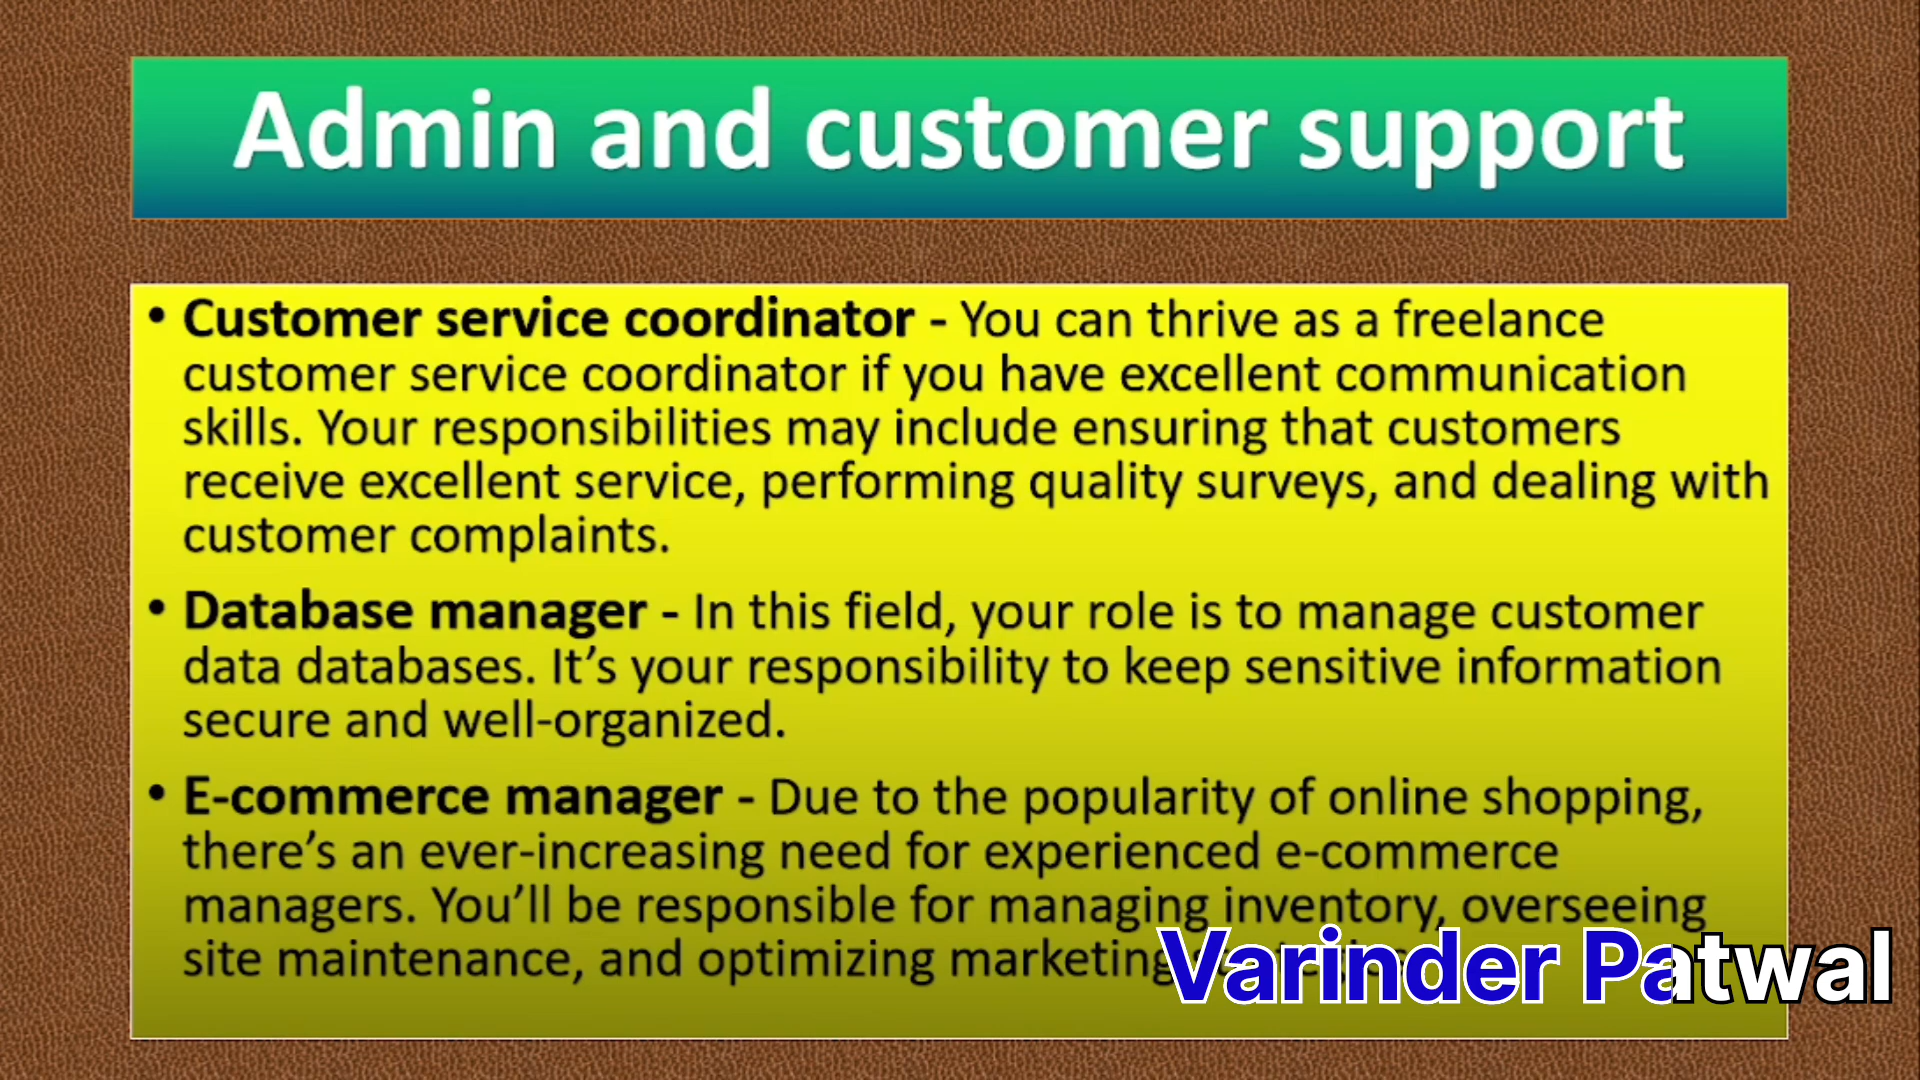 Admin and customer support
• Customer service coordinator - You can thrive as a freelance
customer service coordinator if you have excellent communication
skills. Your responsibilities may include ensuring that customers
receive excellent service, performing quality surveys, and dealing with
customer complaints.
• Database manager - In this field, your role is to manage customer
data databases. It’s your responsibility to keep sensitive information
secure and well-organized.
• E-commerce manager - Due to the popularity of online shopping,
there’s an ever-increasing need for experienced e-commerce
managers. You’ll be responsible for managing inventory, overseeing
site maintenance, and optimizing marketing
Varinder Patwal